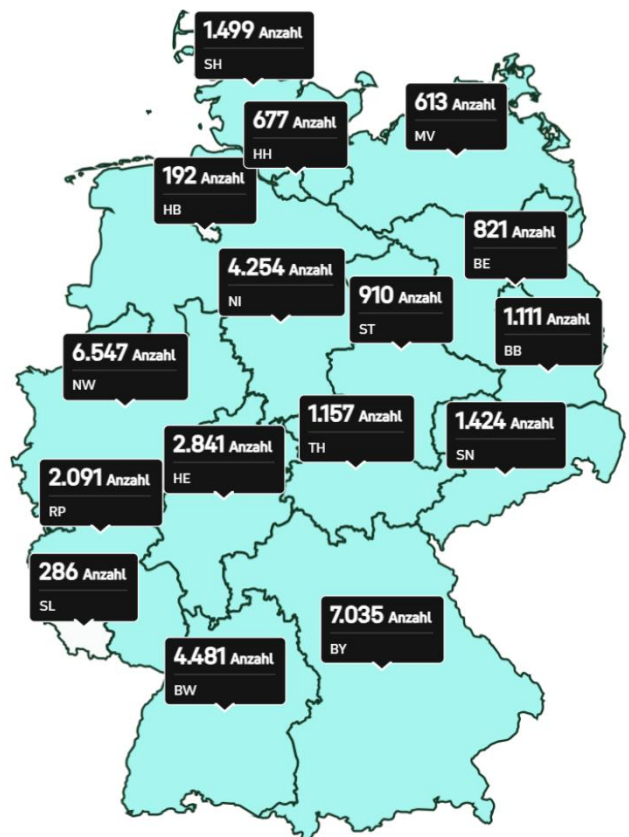 1.499 Anzahl
SH
613 Anzahl
MV
677 Anzahl
HH
192 Anzahl
HB
821 Anzahl
BE
4.254 Anzahl
NI
910 Anzahl
ST
1.111 Anzahl
BB
6.547 Anzahl
NW
1.157 Anzahl
TH
1.424 Anzahl
SN
2.841 Anzahl
HE
2.091 Anzahl
RP
286 Anzahl
SL
7.035 Anzahl
BY
4.481 Anzahl
BW